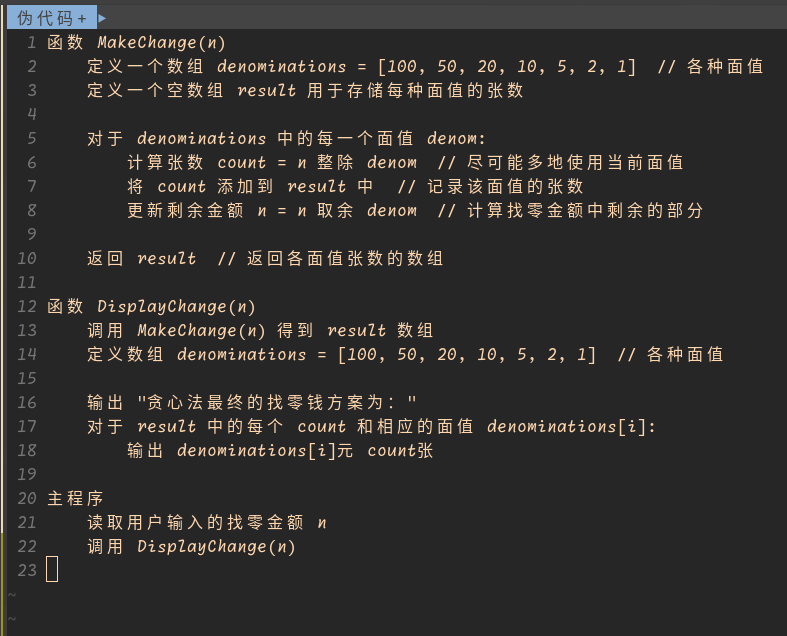 伪代码+
1 函数 MakeChange(n)
2     定义一个数组 denominations = [100, 50, 20, 10, 5, 2, 1]  // 各种面值
3     定义一个空数组 result 用于存储每种面值的张数
4
5     对于 denominations 中的每一个面值 denom:
6         计算张数 count = n 整除 denom  // 尽可能多地使用当前面值
7         将 count 添加到 result 中  // 记录该面值的张数
8         更新剩余金额 n = n 取余 denom  // 计算找零金额中剩余的部分
9
10     返回 result  // 返回各面值张数的数组
11
12 函数 DisplayChange(n)
13     调用 MakeChange(n) 得到 result 数组
14     定义数组 denominations = [100, 50, 20, 10, 5, 2, 1]  // 各种面值
15
16     输出 "贪心法最终的找零钱方案为："
17     对于 result 中的每个 count 和相应的面值 denominations[i]:
18         输出 denominations[i]元 count张
19
20 主程序
21     读取用户输入的找零金额 n
22     调用 DisplayChange(n)
23
~
~